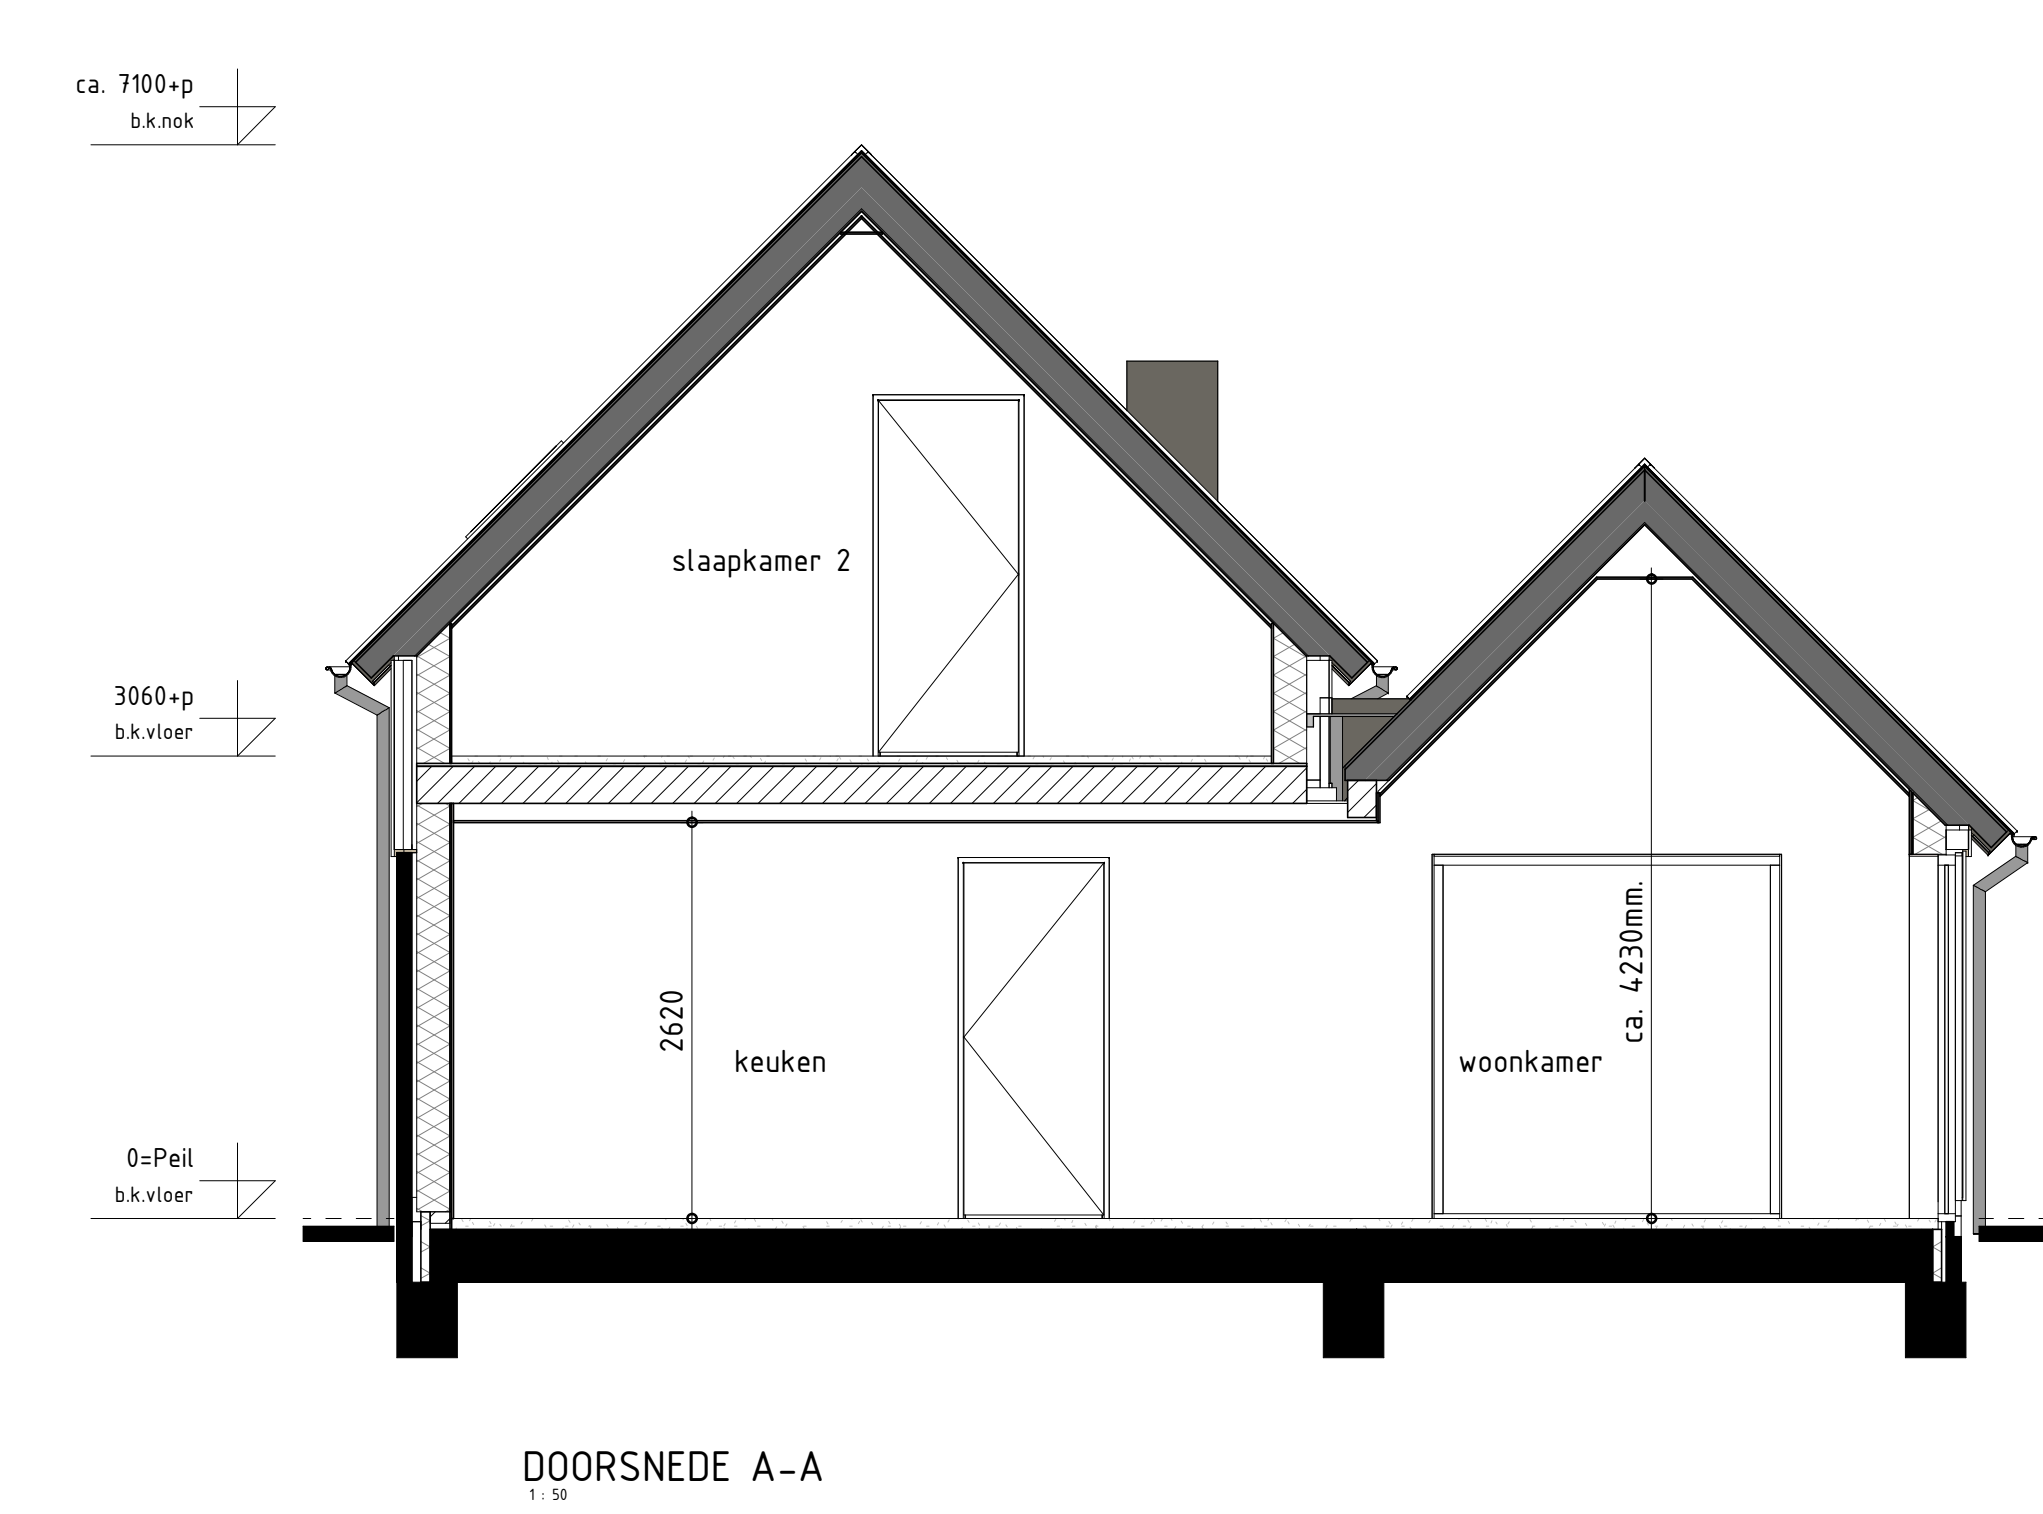 ca. 7100+p
b.k.nok
slaapkamer 2
3060+p
b.k.vloer
2620
keuken
ca. 4230mm.
woonkamer
0=Peil
b.k.vloer
DOORSNEDE A-A
1 : 50